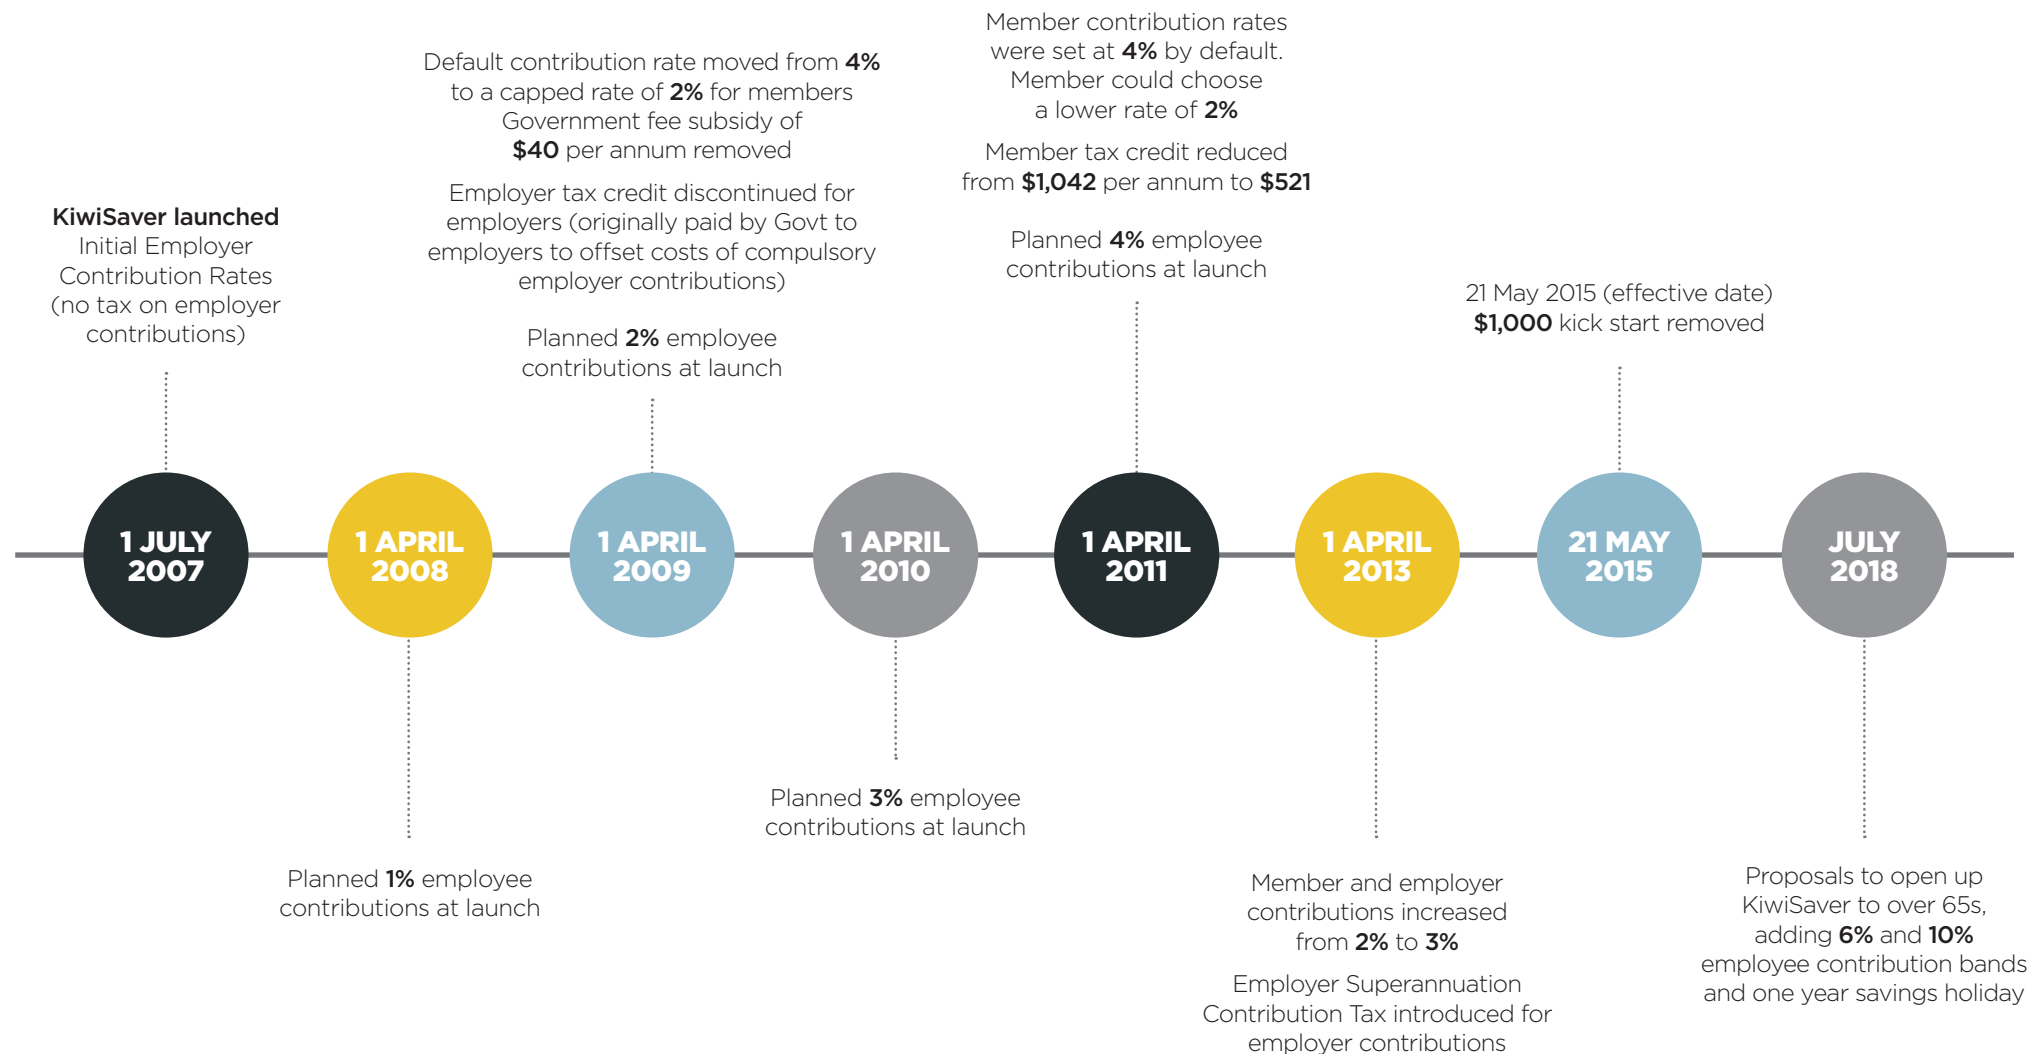 KiwiSaver launched
Initial Employer
Contribution Rates
(no tax on employer
contributions)
1 JULY
2007
1 APRIL
2008
Planned 1% employee
contributions at launch
Default contribution rate moved from 4%
to a capped rate of 2% for members
Government fee subsidy of
$40 per annum removed
Employer tax credit discontinued for
employers (originally paid by Govt to
employers to offset costs of compulsory
employer contributions)
Planned 2% employee
contributions at launch
1 APRIL
2009
1 APRIL
2010
Planned 3% employee
contributions at launch
Member contribution rates
were set at 4% by default.
Member could choose
a lower rate of 2%
Member tax credit reduced
from $1,042 per annum to $521
Planned 4% employee
contributions at launch
1 APRIL
2011
1 APRIL
2013
Member and employer
contributions increased
from 2% to 3%
Employer Superannuation
Contribution Tax introduced for
employer contributions
21 May 2015 (effective date)
$1,000 kick start removed
21 MAY
2015
JULY
2018
Proposals to open up
KiwiSaver to over 65s,
adding 6% and 10%
employee contribution bands
and one year savings holiday